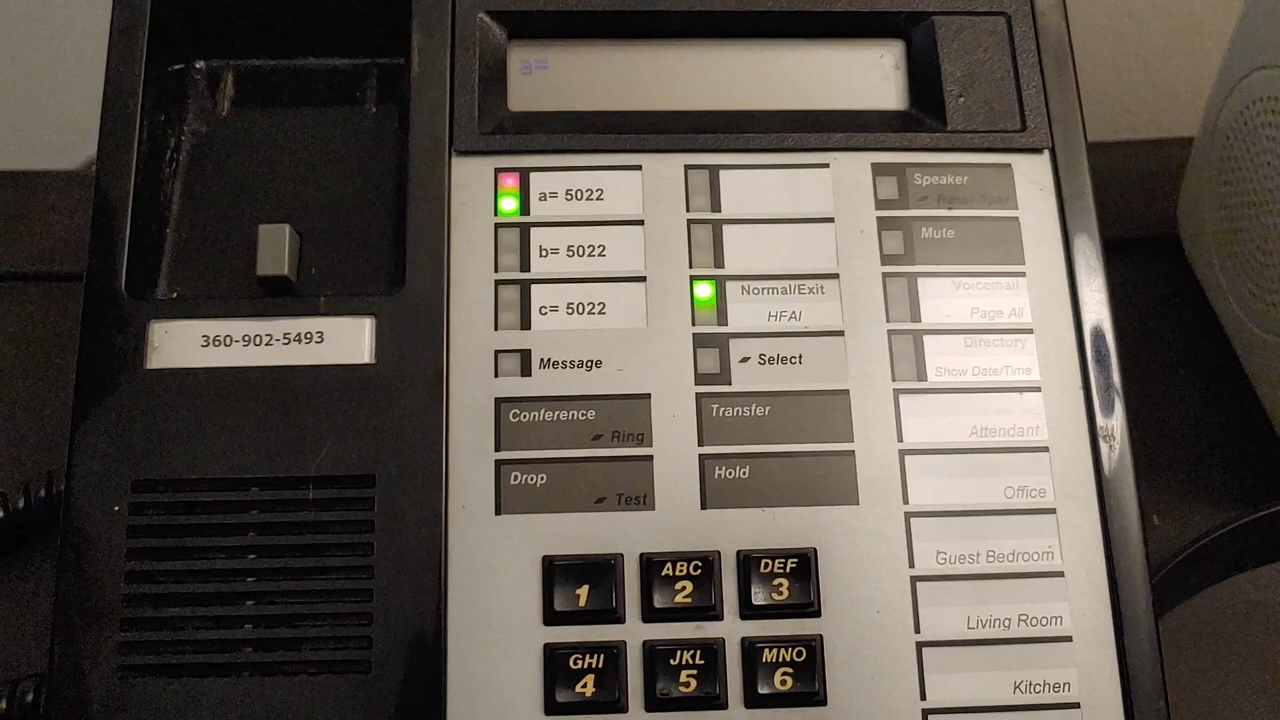 a=
a= 5022
b= 5022
c= 5022
Message
Conference
Ring
Drop
Test
Normal/Exit
HFAI
Select
Transfer
Hold
Speaker
Reset Spkr
Mute
Voicemail
Page All
Directory
Show Date/Time
Attendant
Office
Guest Bedroom
Living Room
Kitchen
360-902-5493
1
ABC
2
DEF
3
GHI
4
JKL
5
MNO
6